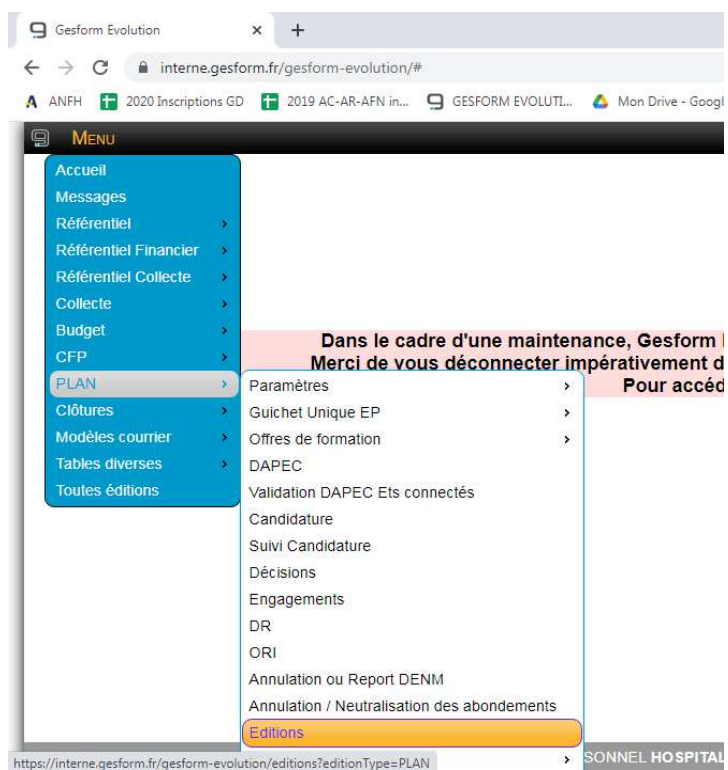 Gesform Evolution
interne.gesform.fr/gesform-evolution/#
ANFH 2020 Inscriptions GD 2019 AC-AR-AFN in... GESFORM EVOLUTI... Mon Drive - Googl
MENU
Accueil
Messages
Référentiel
Référentiel Financier
Référentiel Collecte
Collecte
Budget
CFP
PLAN
Clôtures
Modèles courrier
Tables diverses
Toutes éditions
Dans le cadre d'une maintenance, Gesform
Merci de vous déconnecter impérativement d
Pour accéd
Paramètres
Guichet Unique EP
Offres de formation
DAPEC
Validation DAPEC Ets connectés
Candidature
Suivi Candidature
Décisions
Engagements
DR
ORI
Annulation ou Report DENM
Annulation / Neutralisation des abondements
Editions
SONNEL HOSPITAL
https://interne.gesform.fr/gesform-evolution/editions?editionType=PLAN